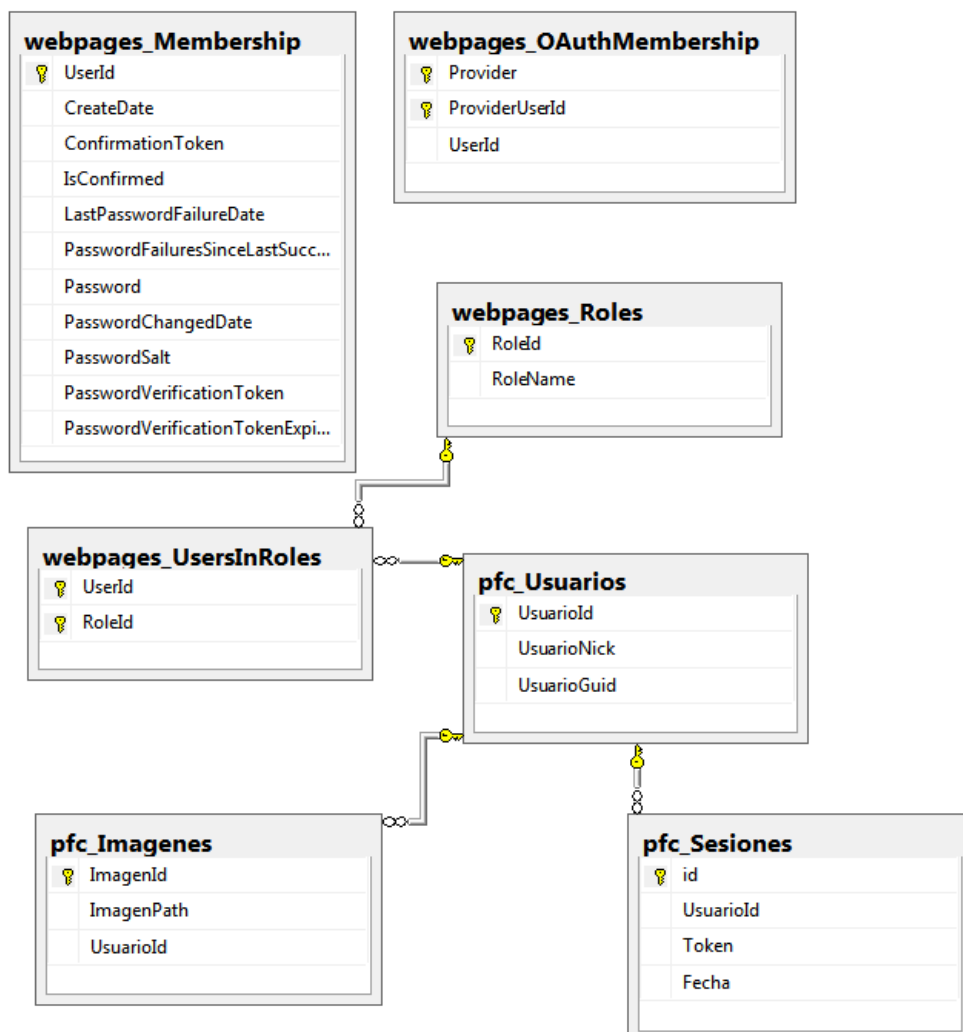 webpages_Membership
UserId
CreateDate
ConfirmationToken
IsConfirmed
LastPasswordFailureDate
PasswordFailuresSinceLastSucc...
Password
PasswordChangedDate
PasswordSalt
PasswordVerificationToken
PasswordVerificationTokenExpi...
webpages_OAuthMembership
Provider
ProviderUserId
UserId
webpages_Roles
RoleId
RoleName
webpages_UsersInRoles
UserId
RoleId
pfc_Usuarios
UsuarioId
UsuarioNick
UsuarioGuid
pfc_Imagenes
ImagenId
ImagenPath
UsuarioId
pfc_Sesiones
id
UsuarioId
Token
Fecha